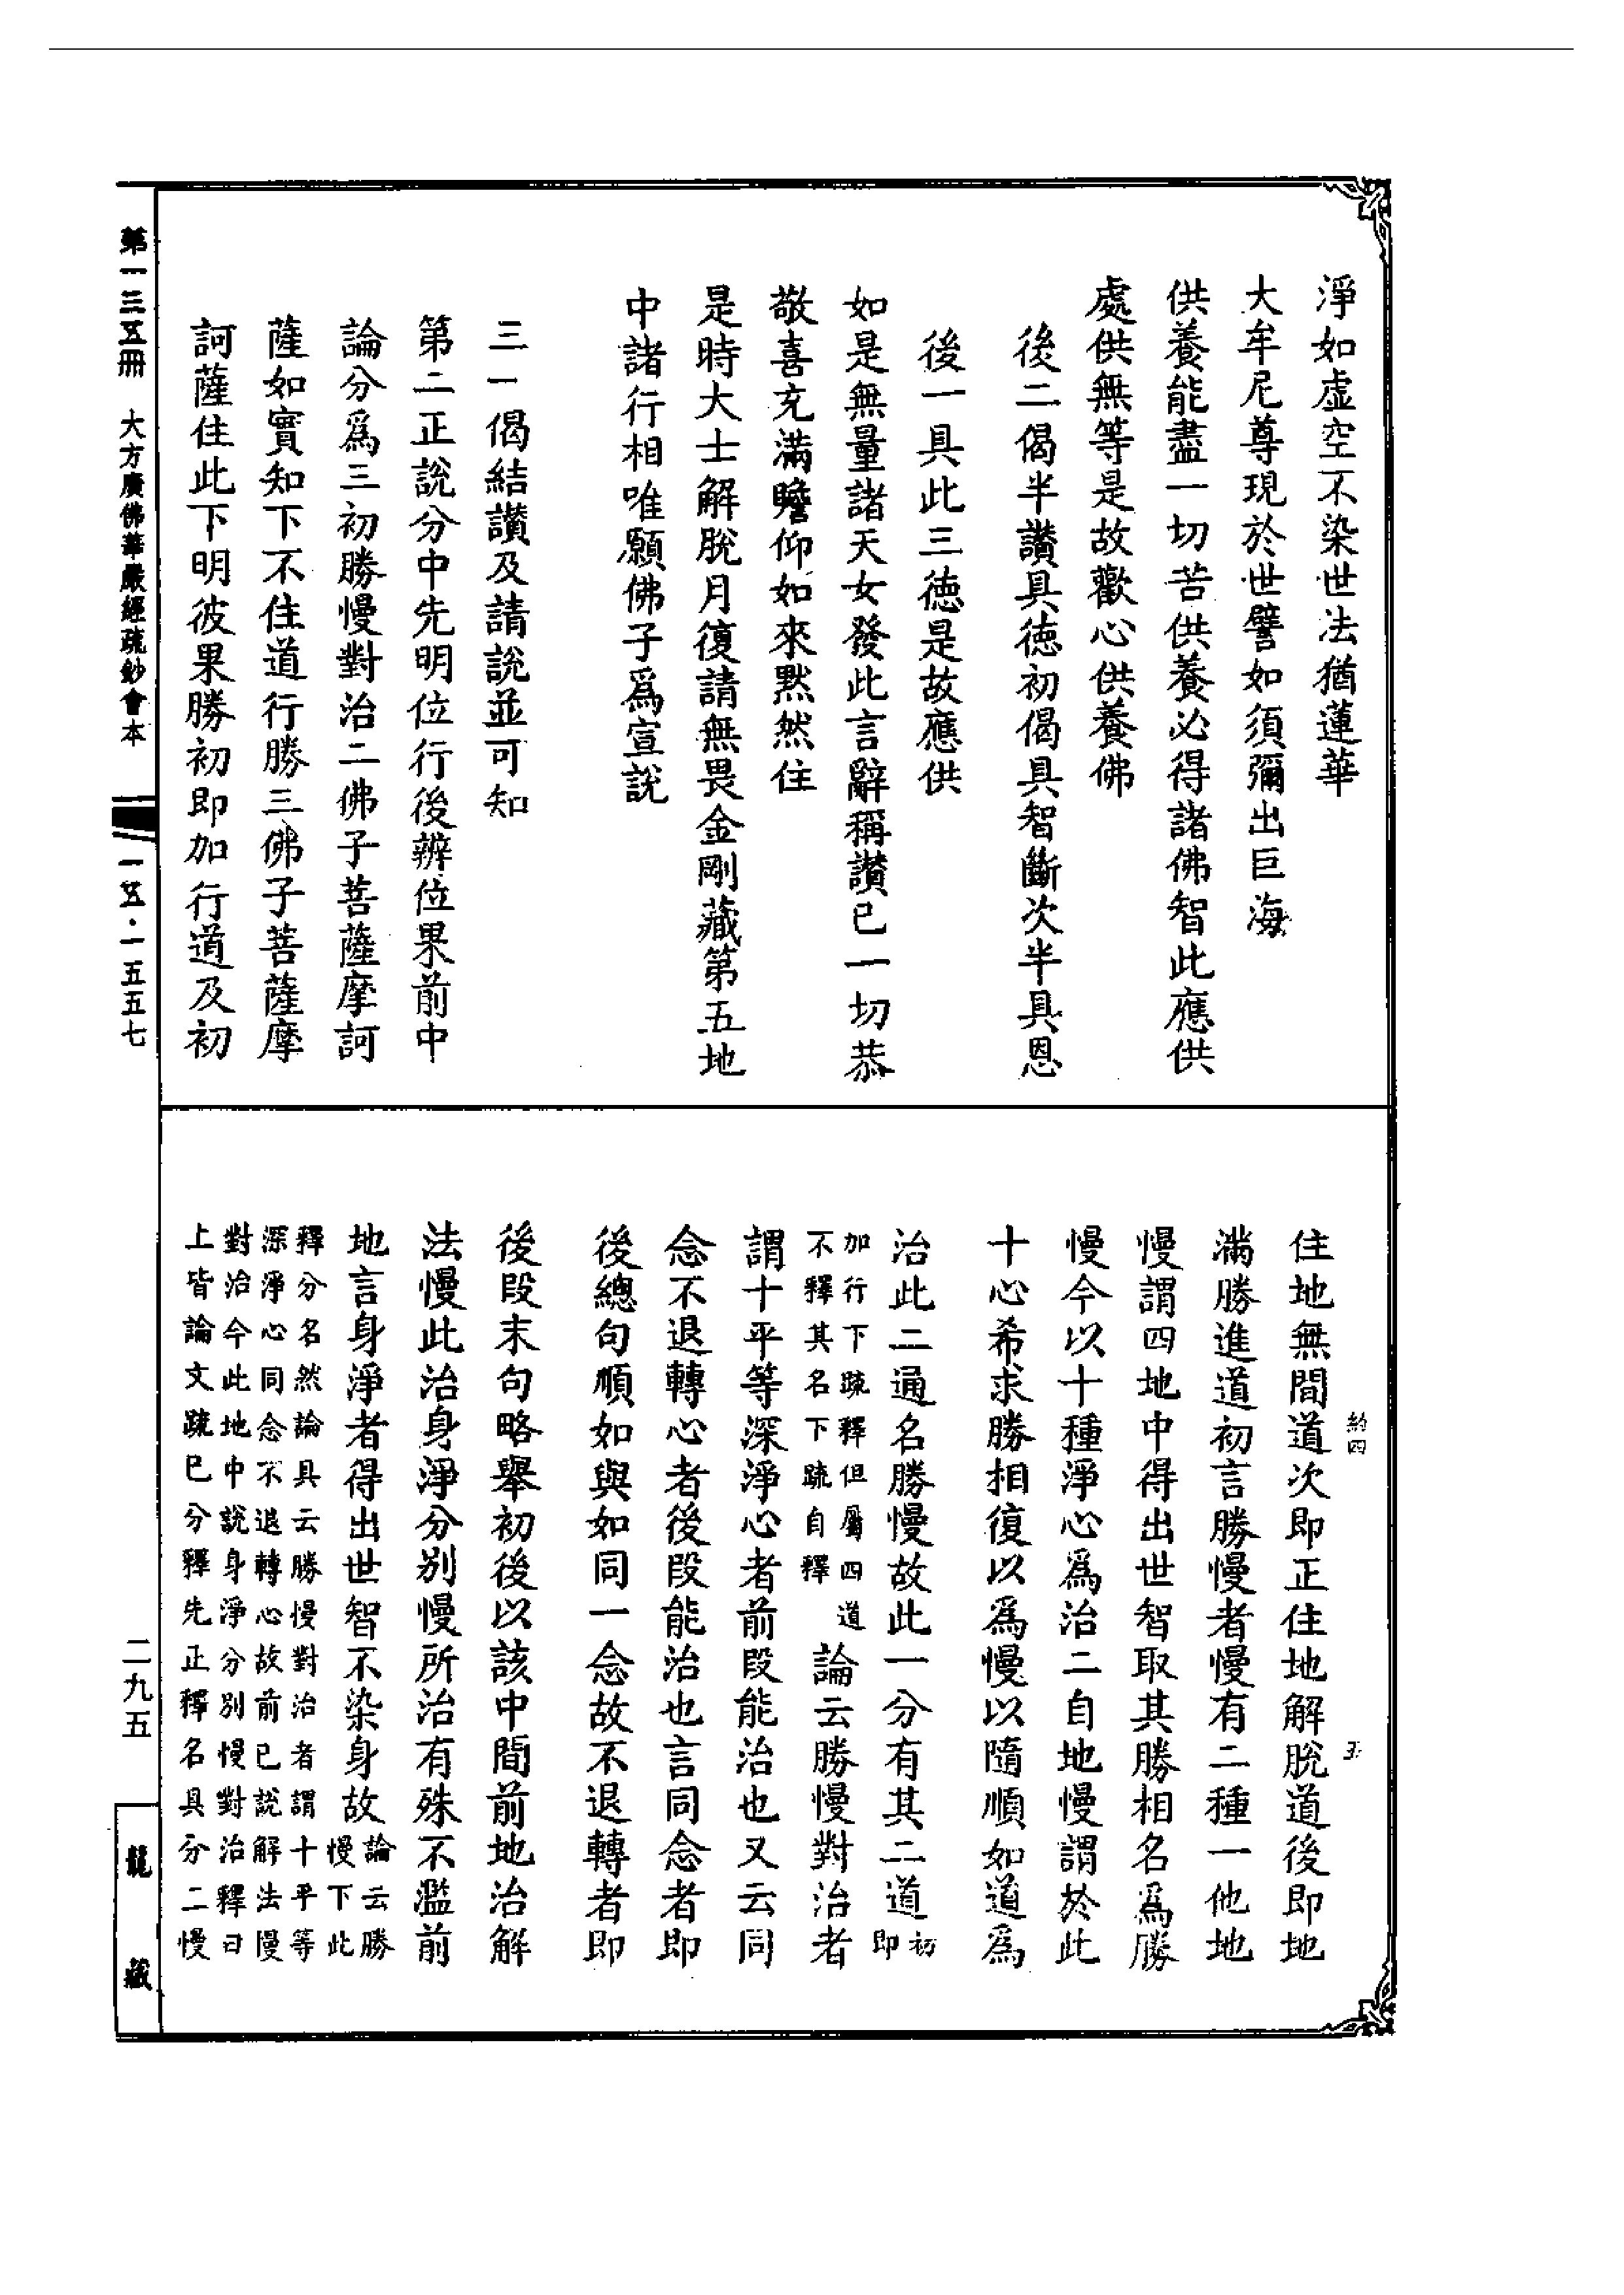 淨如虛空不染世法猶蓮華
大牟尼尊現於世譬如須彌出巨海
供養能盡一切苦供養必得諸佛智此應供
處供無等是故歡心供養佛
後二偈半讚具德初偈具智斷次半具恩
後一具此三德是故應供
如是無量諸天女發此言辭稱讚已一切恭
敬喜充滿瞻仰如來默然住
是時大士解脫月復請無畏金剛藏第五地
中諸行相唯願佛子爲宣說
三一偈結讚及請說並可知
第二正說分中先明位行後辨位果前中
論分爲三初勝慢對治二佛子菩薩摩訶
薩如實知下不住道行勝三佛子菩薩摩
訶薩住此下明彼果勝初即加行道及初
住地無間道次即正住地解脫道後即地
滿勝進道初言勝慢者慢有二種一他地
慢謂四地中得出世智取其勝相名爲勝
慢今以十種淨心爲治二自地慢謂於此
十心希求勝相復以爲慢以隨順如道爲
治此二通名勝慢故此一分有其二道初即
加行下疏釋但屬四道
不釋其名下疏自釋
論云勝慢對治者
謂十平等深淨心者前段能治也又云同
念不退轉心者後段能治也言同念者即
後總句順如與如同一念故不退轉者即
後段末句略舉初後以該中間前地治解
法慢此治身淨分別慢所治有殊不濫前
地言身淨者得出世智不染身故論云勝慢下此
釋分名然論具云勝慢對治者謂十平等
深淨心同念不退轉心故前已說解法慢
對治今此地中說身淨分別慢對治釋曰
上皆論文疏已分釋先正釋名具分二慢
第一三五冊 大方廣佛華嚴經疏鈔會本
一五·一五五七
二九五
龍藏